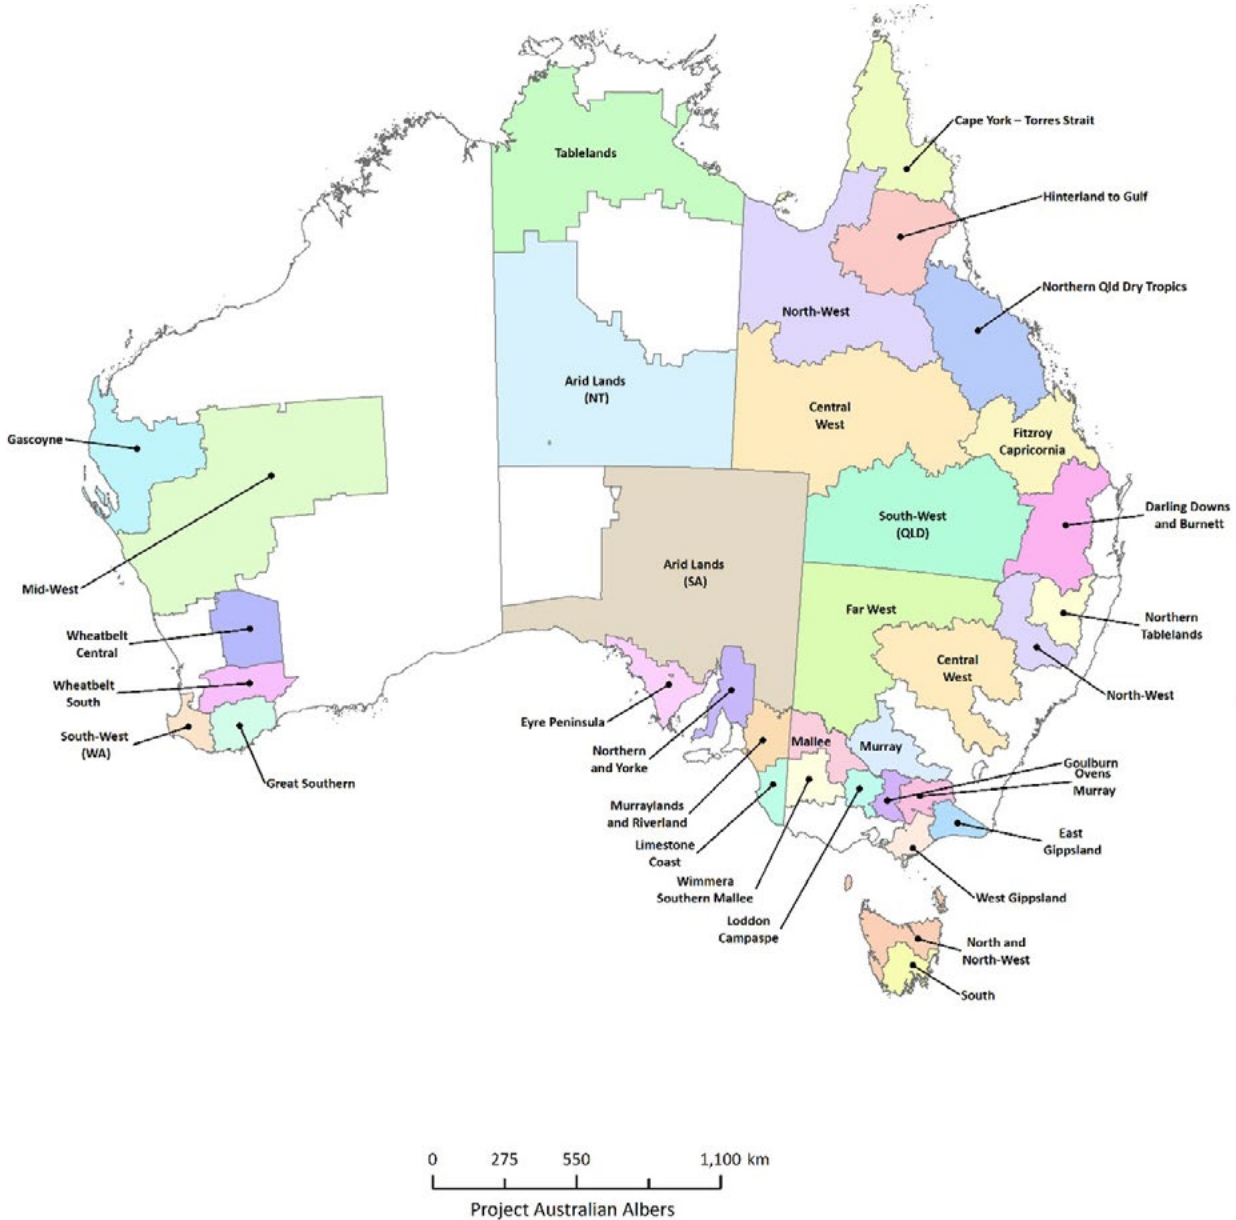 Cape York – Torres Strait
Tablelands
Hinterland to Gulf
Northern Qld Dry Tropics
North-West
Arid Lands
(NT)
Central
West
Fitzroy
Capricornia
Gascoyne
Darling Downs
and Burnett
South-West
(QLD)
Arid Lands
(SA)
Mid-West
Far West
Northern
Tablelands
Wheatbelt
Central
Central
West
North-West
Wheatbelt
South
Eyre Peninsula
South-West
(WA)
Northern
and Yorke
Mallee
Murray
Goulburn
Ovens
Murray
Great Southern
Murraylands
and Riverland
East
Gippsland
Limestone
Coast
Wimmera
Southern Mallee
West Gippsland
Loddon
Campaspe
North and
North-West
South
0 275 550 1,100 km
Project Australian Albers